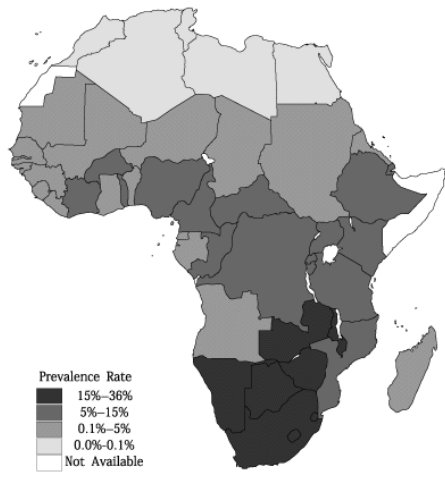 Prevalence Rate
15%–36%
5%–15%
0.1%–5%
0.0%-0.1%
Not Available